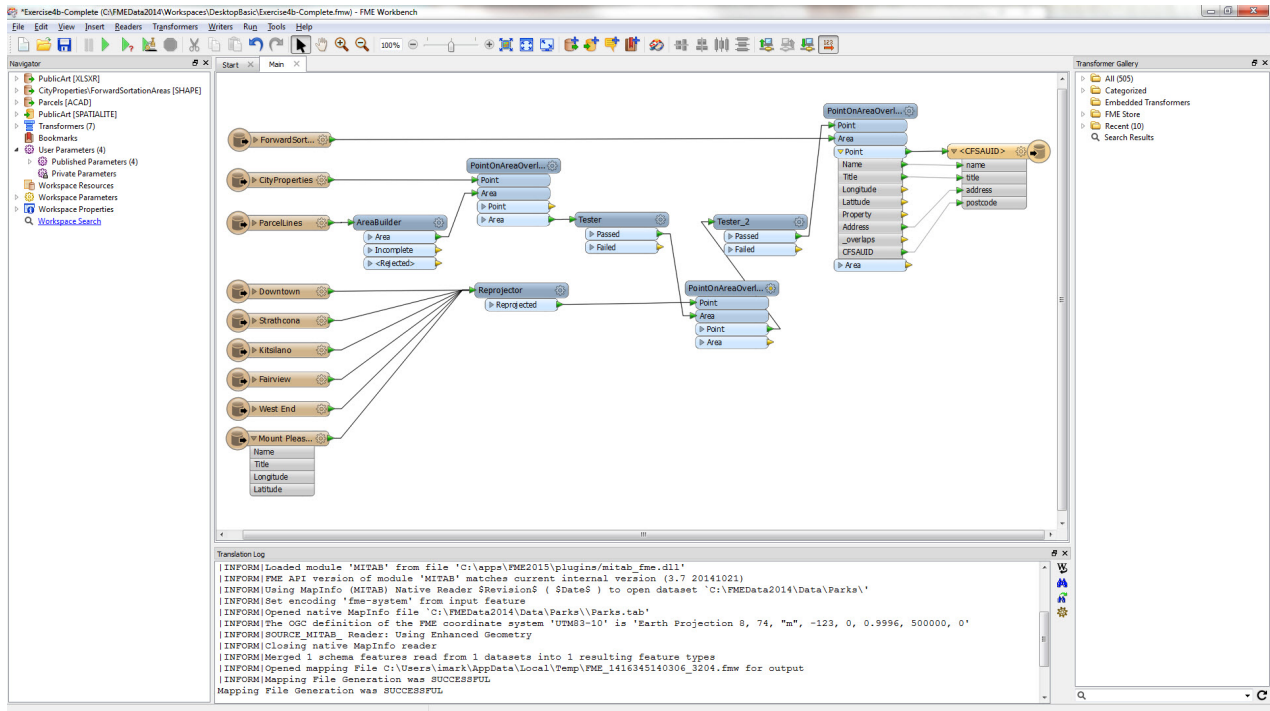 *Exercise4b-Complete (C:\FMEData2014\Workspaces\DesktopBasic\Exercise4b-Complete.fmw) - FME Workbench
File Edit View Insert Readers Transformers Writers Run Tools Help
100%
Navigator
PublicArt [XLSXR]
CityProperties\ForwardSortationAreas [SHAPE]
Parcels [ACAD]
PublicArt [SPATIALITE]
Transformers (7)
Bookmarks
User Parameters (4)
Published Parameters (4)
Private Parameters
Workspace Resources
Workspace Parameters
Workspace Properties
Workspace Search
Start
Main
ForwardSort...
CityProperties
ParcelLines
Downtown
Strathcona
Kitsilano
Fairview
West End
Mount Pleas...
Name
Title
Longitude
Latitude
AreaBuilder
Area
Incomplete
<Rejected>
PointOnAreaOverl...
Point
Area
Point
Area
Reprojector
Reprojected
Tester
Passed
Failed
Tester_2
Passed
Failed
PointOnAreaOverl...
Point
Area
Point
Area
PointOnAreaOverl...
Point
Area
Point
Name
Title
Longitude
Latitude
Property
Address
_overlaps
CFSAUID
Area
<CFSAUID>
name
title
address
postcode
Transformer Gallery
All (505)
Categorized
Embedded Transformers
FME Store
Recent (10)
Search Results
Translation Log
|INFORM|Loaded module 'MITAB' from file 'C:\apps\FME2015\plugins/mitab_fme.dll'
|INFORM|FME API version of module 'MITAB' matches current internal version (3.7 20141021)
|INFORM|Using MapInfo (MITAB) Native Reader $Revision$ ( $Date$ ) to open dataset `C:\FMEData2014\Data\Parks\'
|INFORM|Set encoding 'fme-system' from input feature
|INFORM|Opened native MapInfo file `C:\FMEData2014\Data\Parks\\Parks.tab'
|INFORM|The OGC definition of the FME coordinate system 'UTM83-10' is 'Earth Projection 8, 74, "m", -123, 0, 0.9996, 500000, 0'
|INFORM|SOURCE_MITAB_ Reader: Using Enhanced Geometry
|INFORM|Closing native MapInfo reader
|INFORM|Merged 1 schema features read from 1 datasets into 1 resulting feature types
|INFORM|Opened mapping File C:\Users\imark\AppData\Local\Temp\FME_1416345140306_3204.fmw for output
|INFORM|Mapping File Generation was SUCCESSFUL
Mapping File Generation was SUCCESSFUL